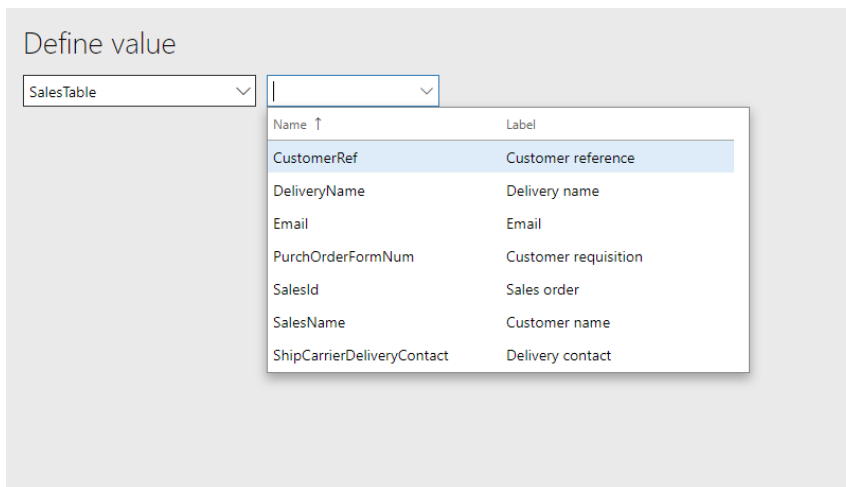 Define value
SalesTable
Name ↑ Label
CustomerRef Customer reference
DeliveryName Delivery name
Email Email
PurchOrderFormNum Customer requisition
SalesId Sales order
SalesName Customer name
ShipCarrierDeliveryContact Delivery contact